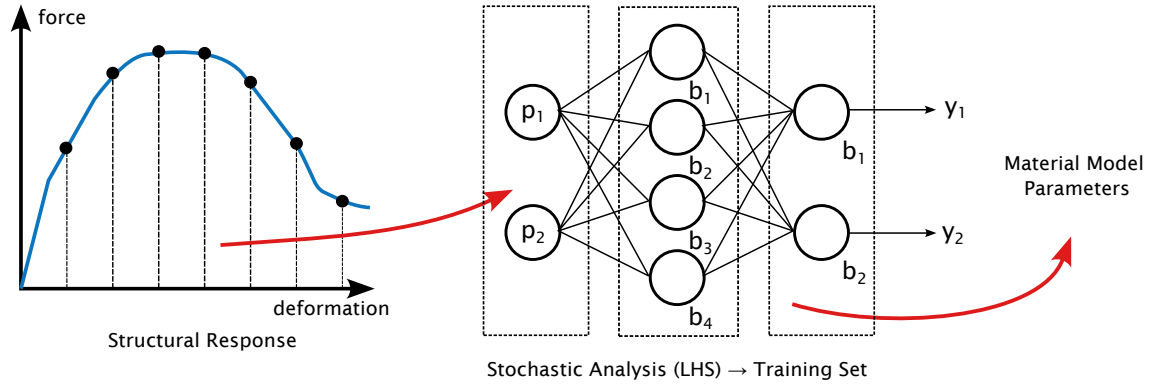 force
deformation
Structural Response
p1
p2
b1
b2
b3
b4
b1
b2
y1
y2
Stochastic Analysis (LHS) → Training Set
Material Model
Parameters